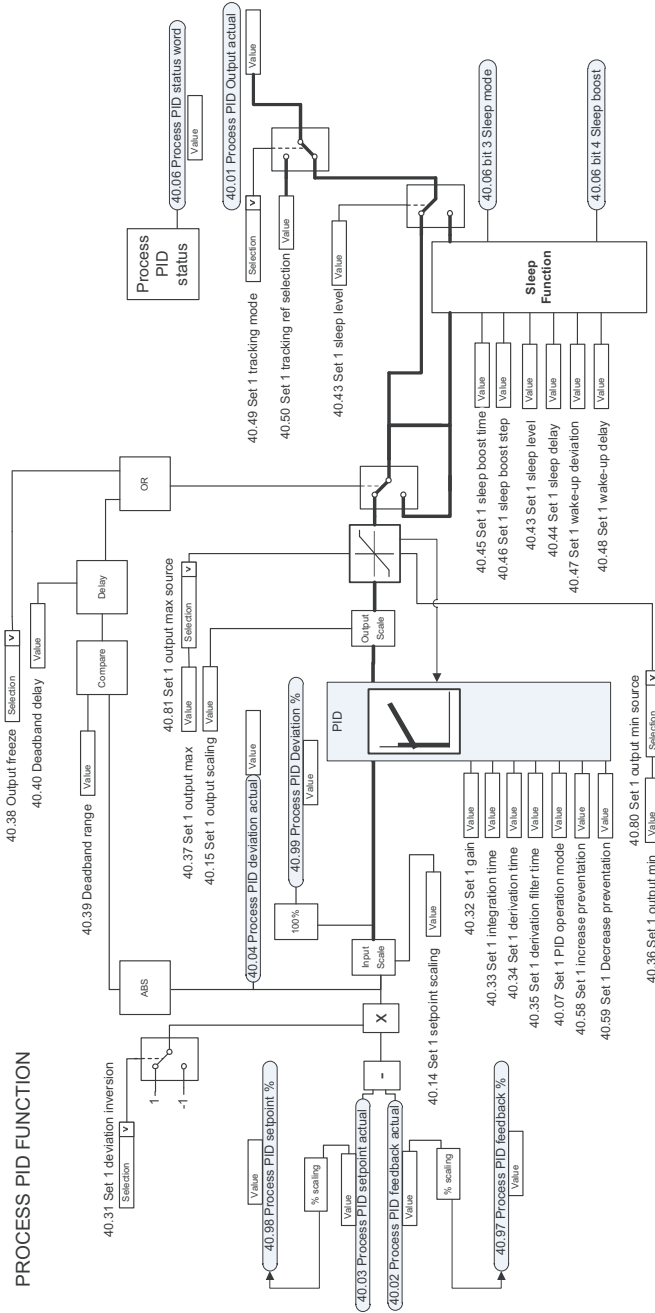 PROCESS PID FUNCTION
40.31 Set 1 deviation inversion
Selection
v
1
-1
40.98 Process PID setpoint %
Value
% scaling
40.03 Process PID setpoint actual
Value
40.02 Process PID feedback actual
Value
% scaling
40.97 Process PID feedback %
Value
-
X
ABS
40.04 Process PID deviation actual
Value
Input
Scale
40.14 Set 1 setpoint scaling
Value
100%
40.99 Process PID Deviation %
Value
40.38 Output freeze
Selection
v
40.40 Deadband delay
Value
40.39 Deadband range
Value
Compare
Delay
OR
40.81 Set 1 output max source
40.37 Set 1 output max
Value
Selection
v
40.15 Set 1 output scaling
Value
PID
Output
Scale
40.32 Set 1 gain
Value
40.33 Set 1 integration time
Value
40.34 Set 1 derivation time
Value
40.35 Set 1 derivation filter time
Value
40.07 Set 1 PID operation mode
Value
40.58 Set 1 increase preventation
Value
40.59 Set 1 Decrease preventation
Value
40.80 Set 1 output min source
40.36 Set 1 output min
Value
Selection
v
Process
PID
status
40.06 Process PID status word
Value
40.01 Process PID Output actual
Value
40.49 Set 1 tracking mode
Selection
v
40.50 Set 1 tracking ref selection
Value
40.43 Set 1 sleep level
Value
40.45 Set 1 sleep boost time
Value
40.46 Set 1 sleep boost step
Value
40.43 Set 1 sleep level
Value
40.44 Set 1 sleep delay
Value
40.47 Set 1 wake-up deviation
Value
40.48 Set 1 wake-up delay
Value
Sleep
Function
40.06 bit 3 Sleep mode
40.06 bit 4 Sleep boost